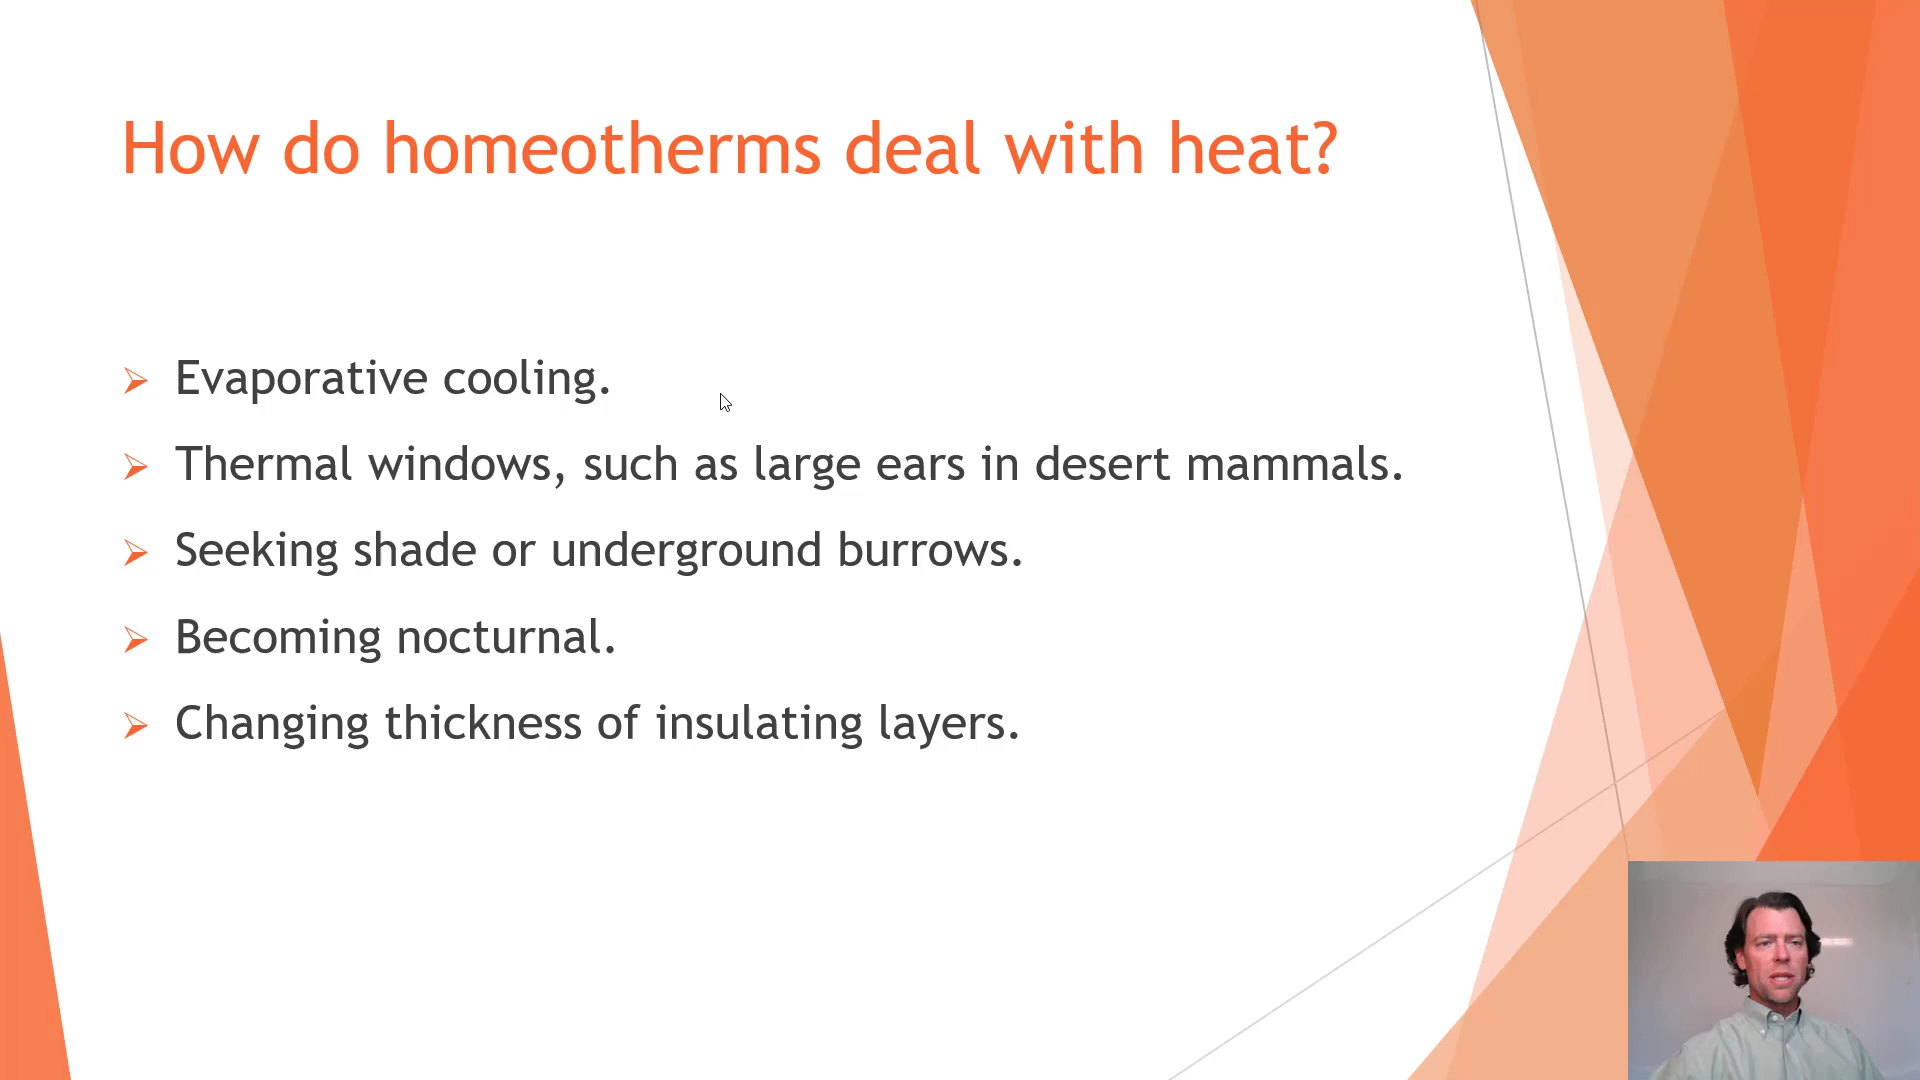 How do homeotherms deal with heat?
Evaporative cooling.
Thermal windows, such as large ears in desert mammals.
Seeking shade or underground burrows.
Becoming nocturnal.
Changing thickness of insulating layers.